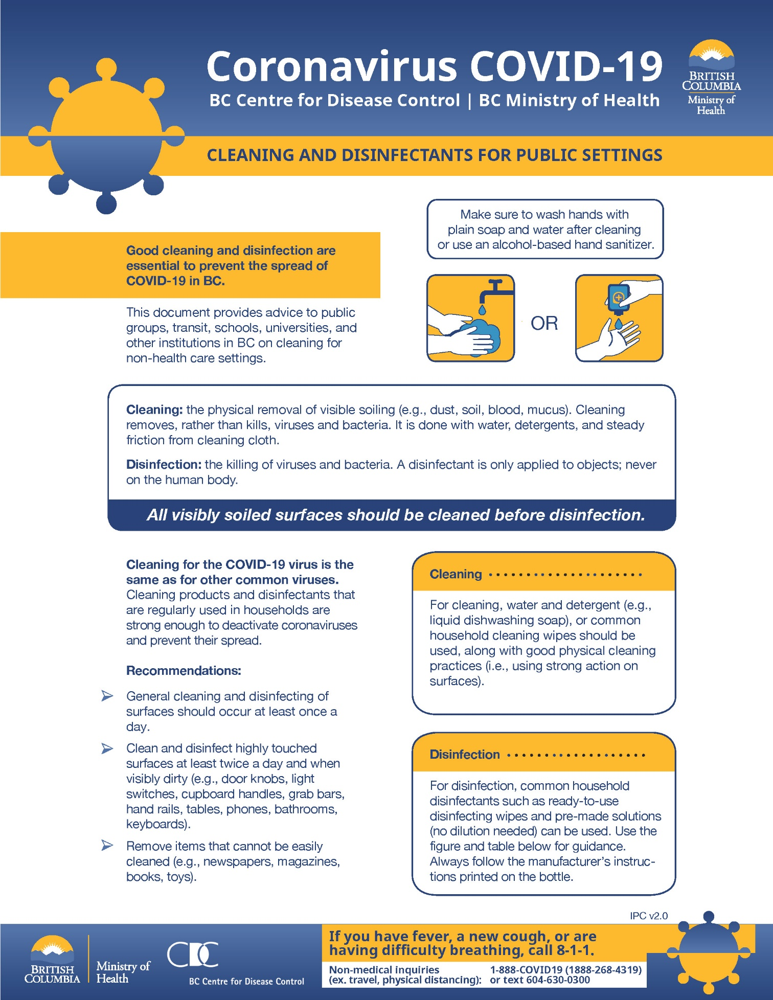 Coronavirus COVID-19
BC Centre for Disease Control | BC Ministry of Health
BRITISH
COLUMBIA
Ministry of
Health
CLEANING AND DISINFECTANTS FOR PUBLIC SETTINGS
Make sure to wash hands with
plain soap and water after cleaning
or use an alcohol-based hand sanitizer.
OR
Good cleaning and disinfection are
essential to prevent the spread of
COVID-19 in BC.
This document provides advice to public
groups, transit, schools, universities, and
other institutions in BC on cleaning for
non-health care settings.
Cleaning: the physical removal of visible soiling (e.g., dust, soil, blood, mucus). Cleaning
removes, rather than kills, viruses and bacteria. It is done with water, detergents, and steady
friction from cleaning cloth.
Disinfection: the killing of viruses and bacteria. A disinfectant is only applied to objects; never
on the human body.
All visibly soiled surfaces should be cleaned before disinfection.
Cleaning for the COVID-19 virus is the
same as for other common viruses.
Cleaning products and disinfectants that
are regularly used in households are
strong enough to deactivate coronaviruses
and prevent their spread.
Recommendations:
➢ General cleaning and disinfecting of
surfaces should occur at least once a
day.
➢ Clean and disinfect highly touched
surfaces at least twice a day and when
visibly dirty (e.g., door knobs, light
switches, cupboard handles, grab bars,
hand rails, tables, phones, bathrooms,
keyboards).
➢ Remove items that cannot be easily
cleaned (e.g., newspapers, magazines,
books, toys).
Cleaning
For cleaning, water and detergent (e.g.,
liquid dishwashing soap), or common
household cleaning wipes should be
used, along with good physical cleaning
practices (i.e., using strong action on
surfaces).
Disinfection
For disinfection, common household
disinfectants such as ready-to-use
disinfecting wipes and pre-made solutions
(no dilution needed) can be used. Use the
figure and table below for guidance.
Always follow the manufacturer's instruc-
tions printed on the bottle.
IPC v2.0
BRITISH
COLUMBIA
Ministry of
Health
CDC
BC Centre for Disease Control
If you have fever, a new cough, or are
having difficulty breathing, call 8-1-1.
Non-medical inquiries 1-888-COVID19 (1888-268-4319)
(ex. travel, physical distancing): or text 604-630-0300